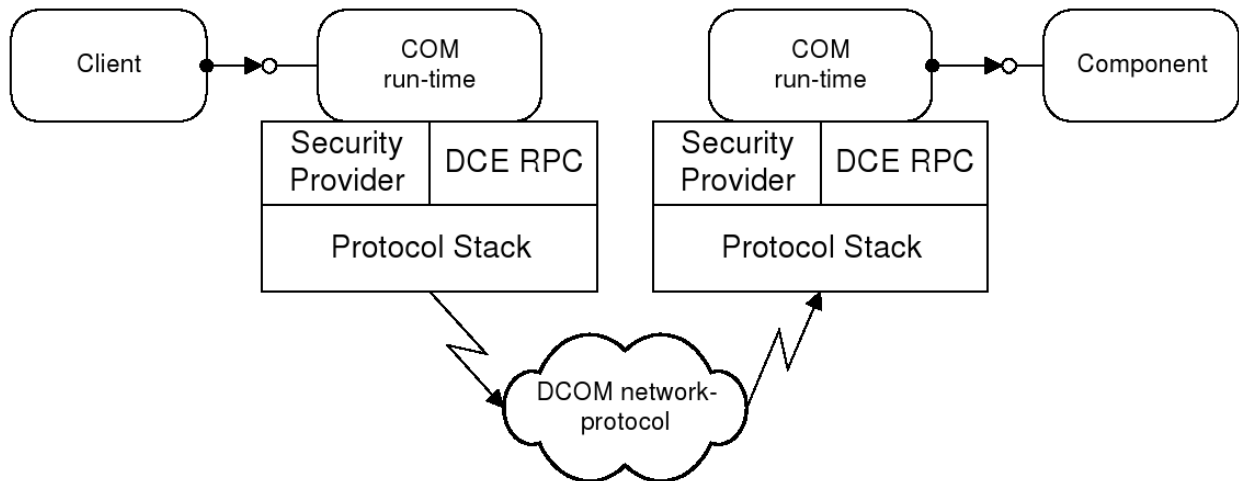 Client
COM
run-time
COM
run-time
Component
Security
Provider
DCE RPC
Security
Provider
DCE RPC
Protocol Stack
Protocol Stack
DCOM network-
protocol